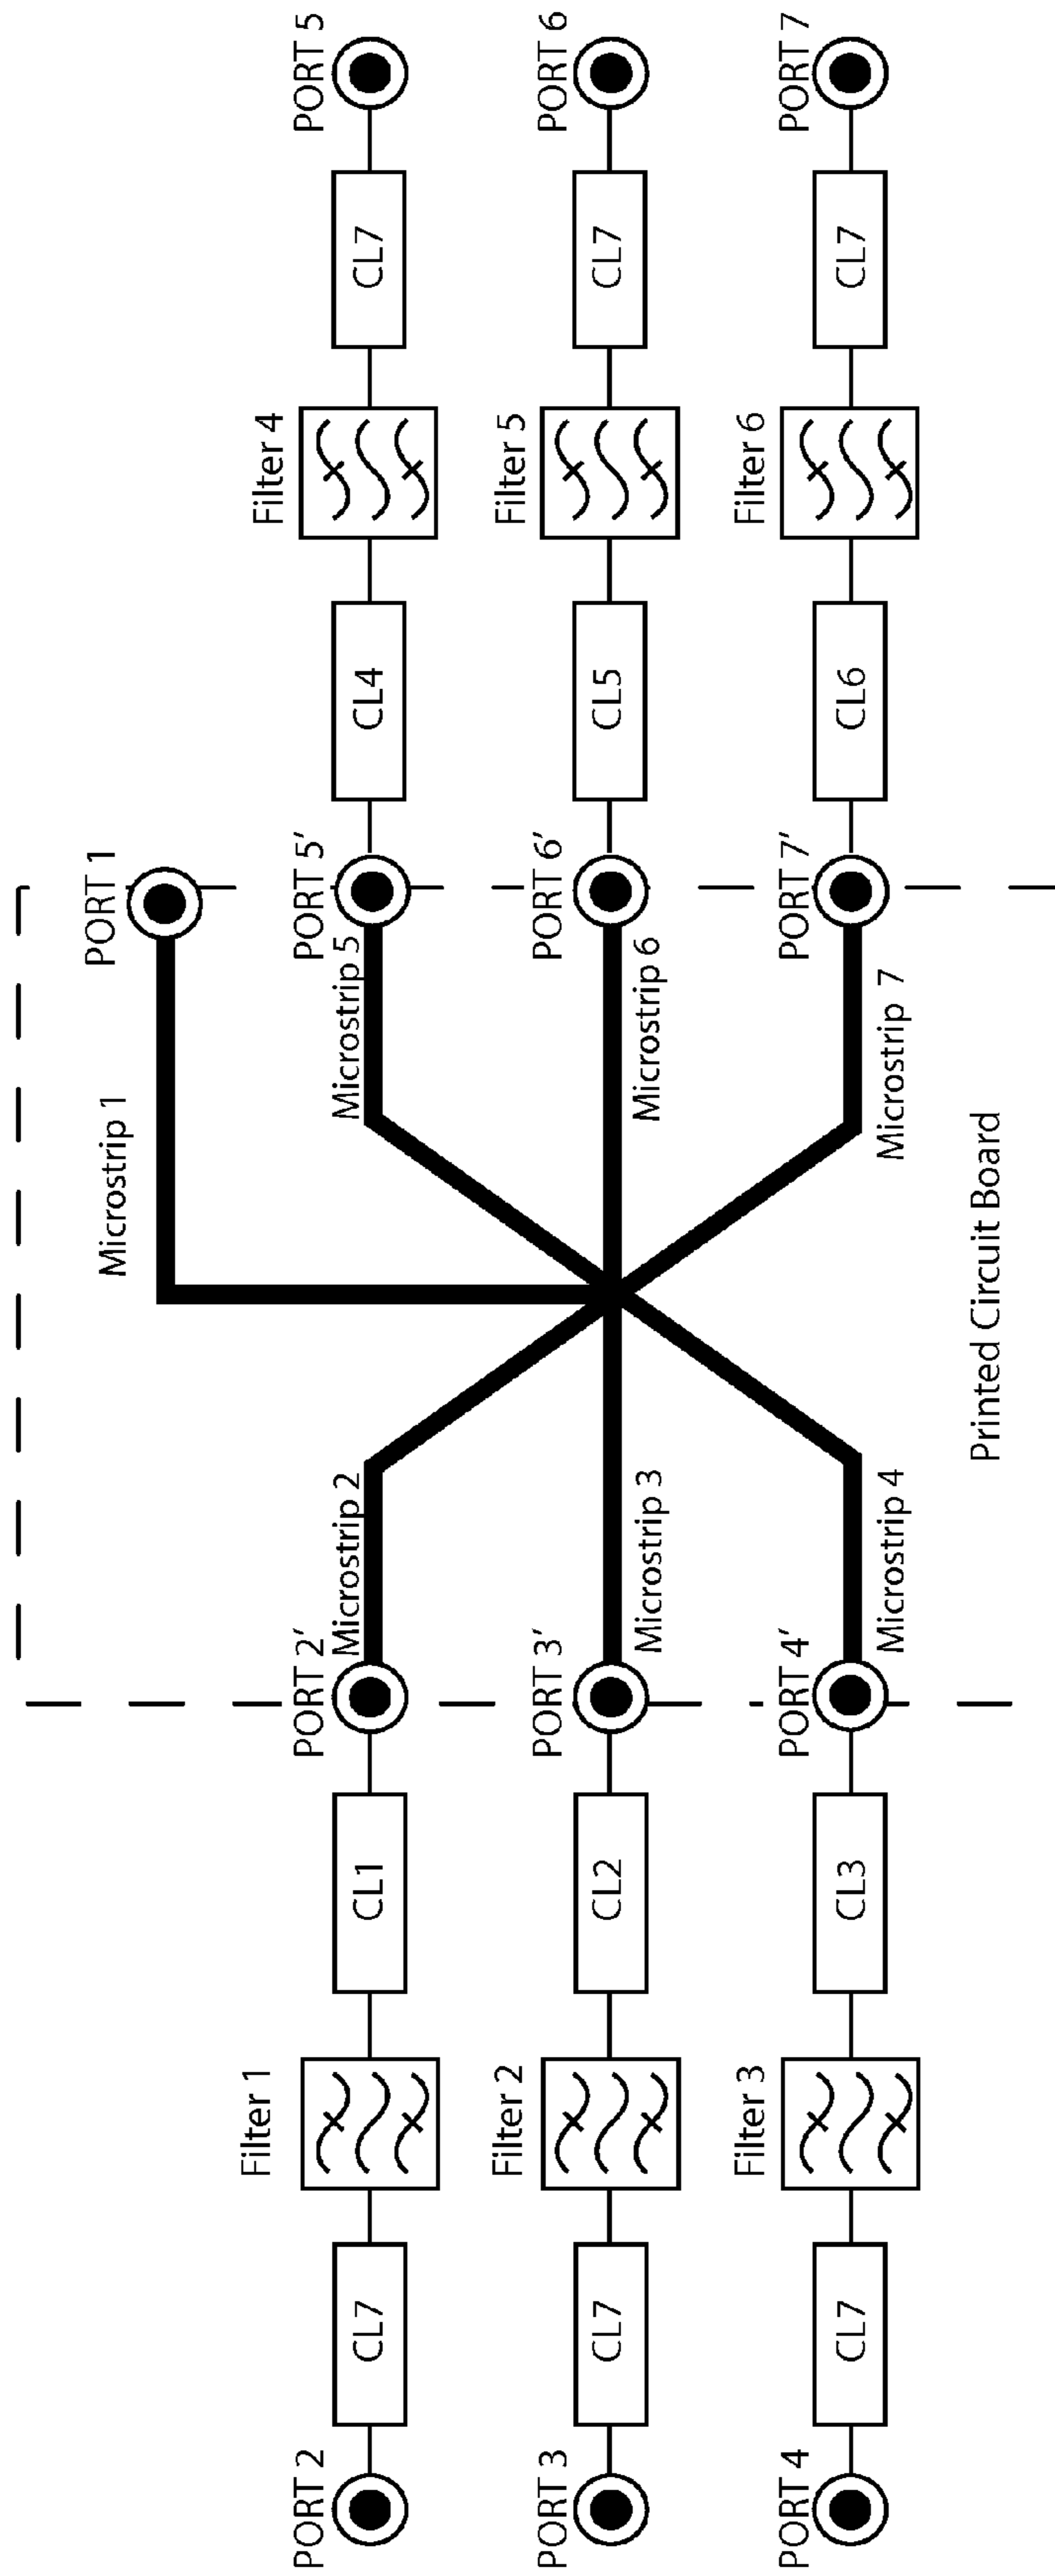 PORT 1
Microstrip 1
PORT 2
CL7
Filter 1
CL1
PORT 2′
Microstrip 2
Microstrip 5
PORT 5′
CL4
Filter 4
CL7
PORT 5
PORT 3
CL7
Filter 2
CL2
PORT 3′
Microstrip 3
Microstrip 6
PORT 6′
CL5
Filter 5
CL7
PORT 6
PORT 4
CL7
Filter 3
CL3
PORT 4′
Microstrip 4
Microstrip 7
PORT 7′
CL6
Filter 6
CL7
PORT 7
Printed Circuit Board